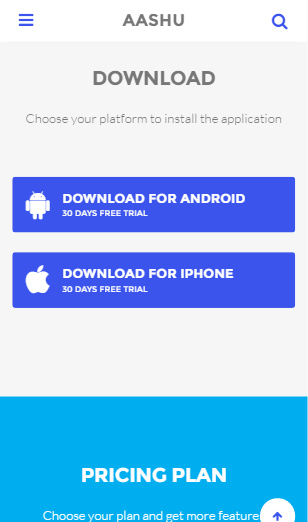 AASHU
DOWNLOAD
Choose your platform to install the application
DOWNLOAD FOR ANDROID
30 DAYS FREE TRIAL
DOWNLOAD FOR IPHONE
30 DAYS FREE TRIAL
PRICING PLAN
Choose your plan and get more feature